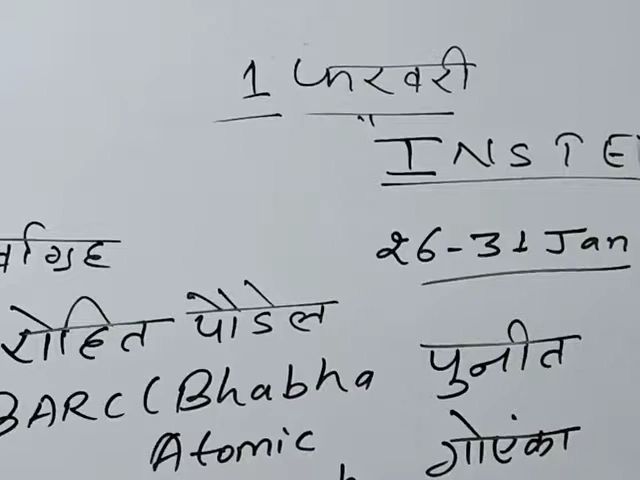 1 फरवरी
INSTE
26-31 Jan
रोहित पौडेल
BARC (Bhabha
Atomic
पुनीत
गोएंका